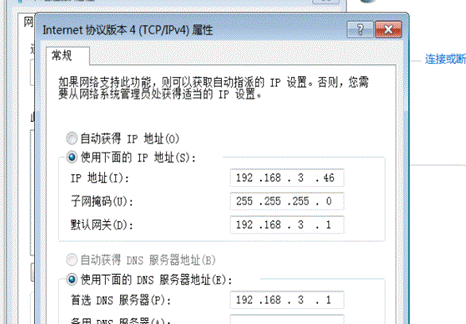 Internet 协议版本 4 (TCP/IPv4) 属性
常规
连接或断
如果网络支持此功能，则可以获取自动指派的 IP 设置。否则，您需
要从网络系统管理员处获得适当的 IP 设置。
自动获得 IP 地址(O)
使用下面的 IP 地址(S):
IP 地址(I): 192 .168 . 3 . 46
子网掩码(U): 255 .255 .255 . 0
默认网关(D): 192 .168 . 3 . 1
自动获得 DNS 服务器地址(B)
使用下面的 DNS 服务器地址(E):
首选 DNS 服务器(P): 192 .168 . 3 . 1
备用 DNS 服务器(A):